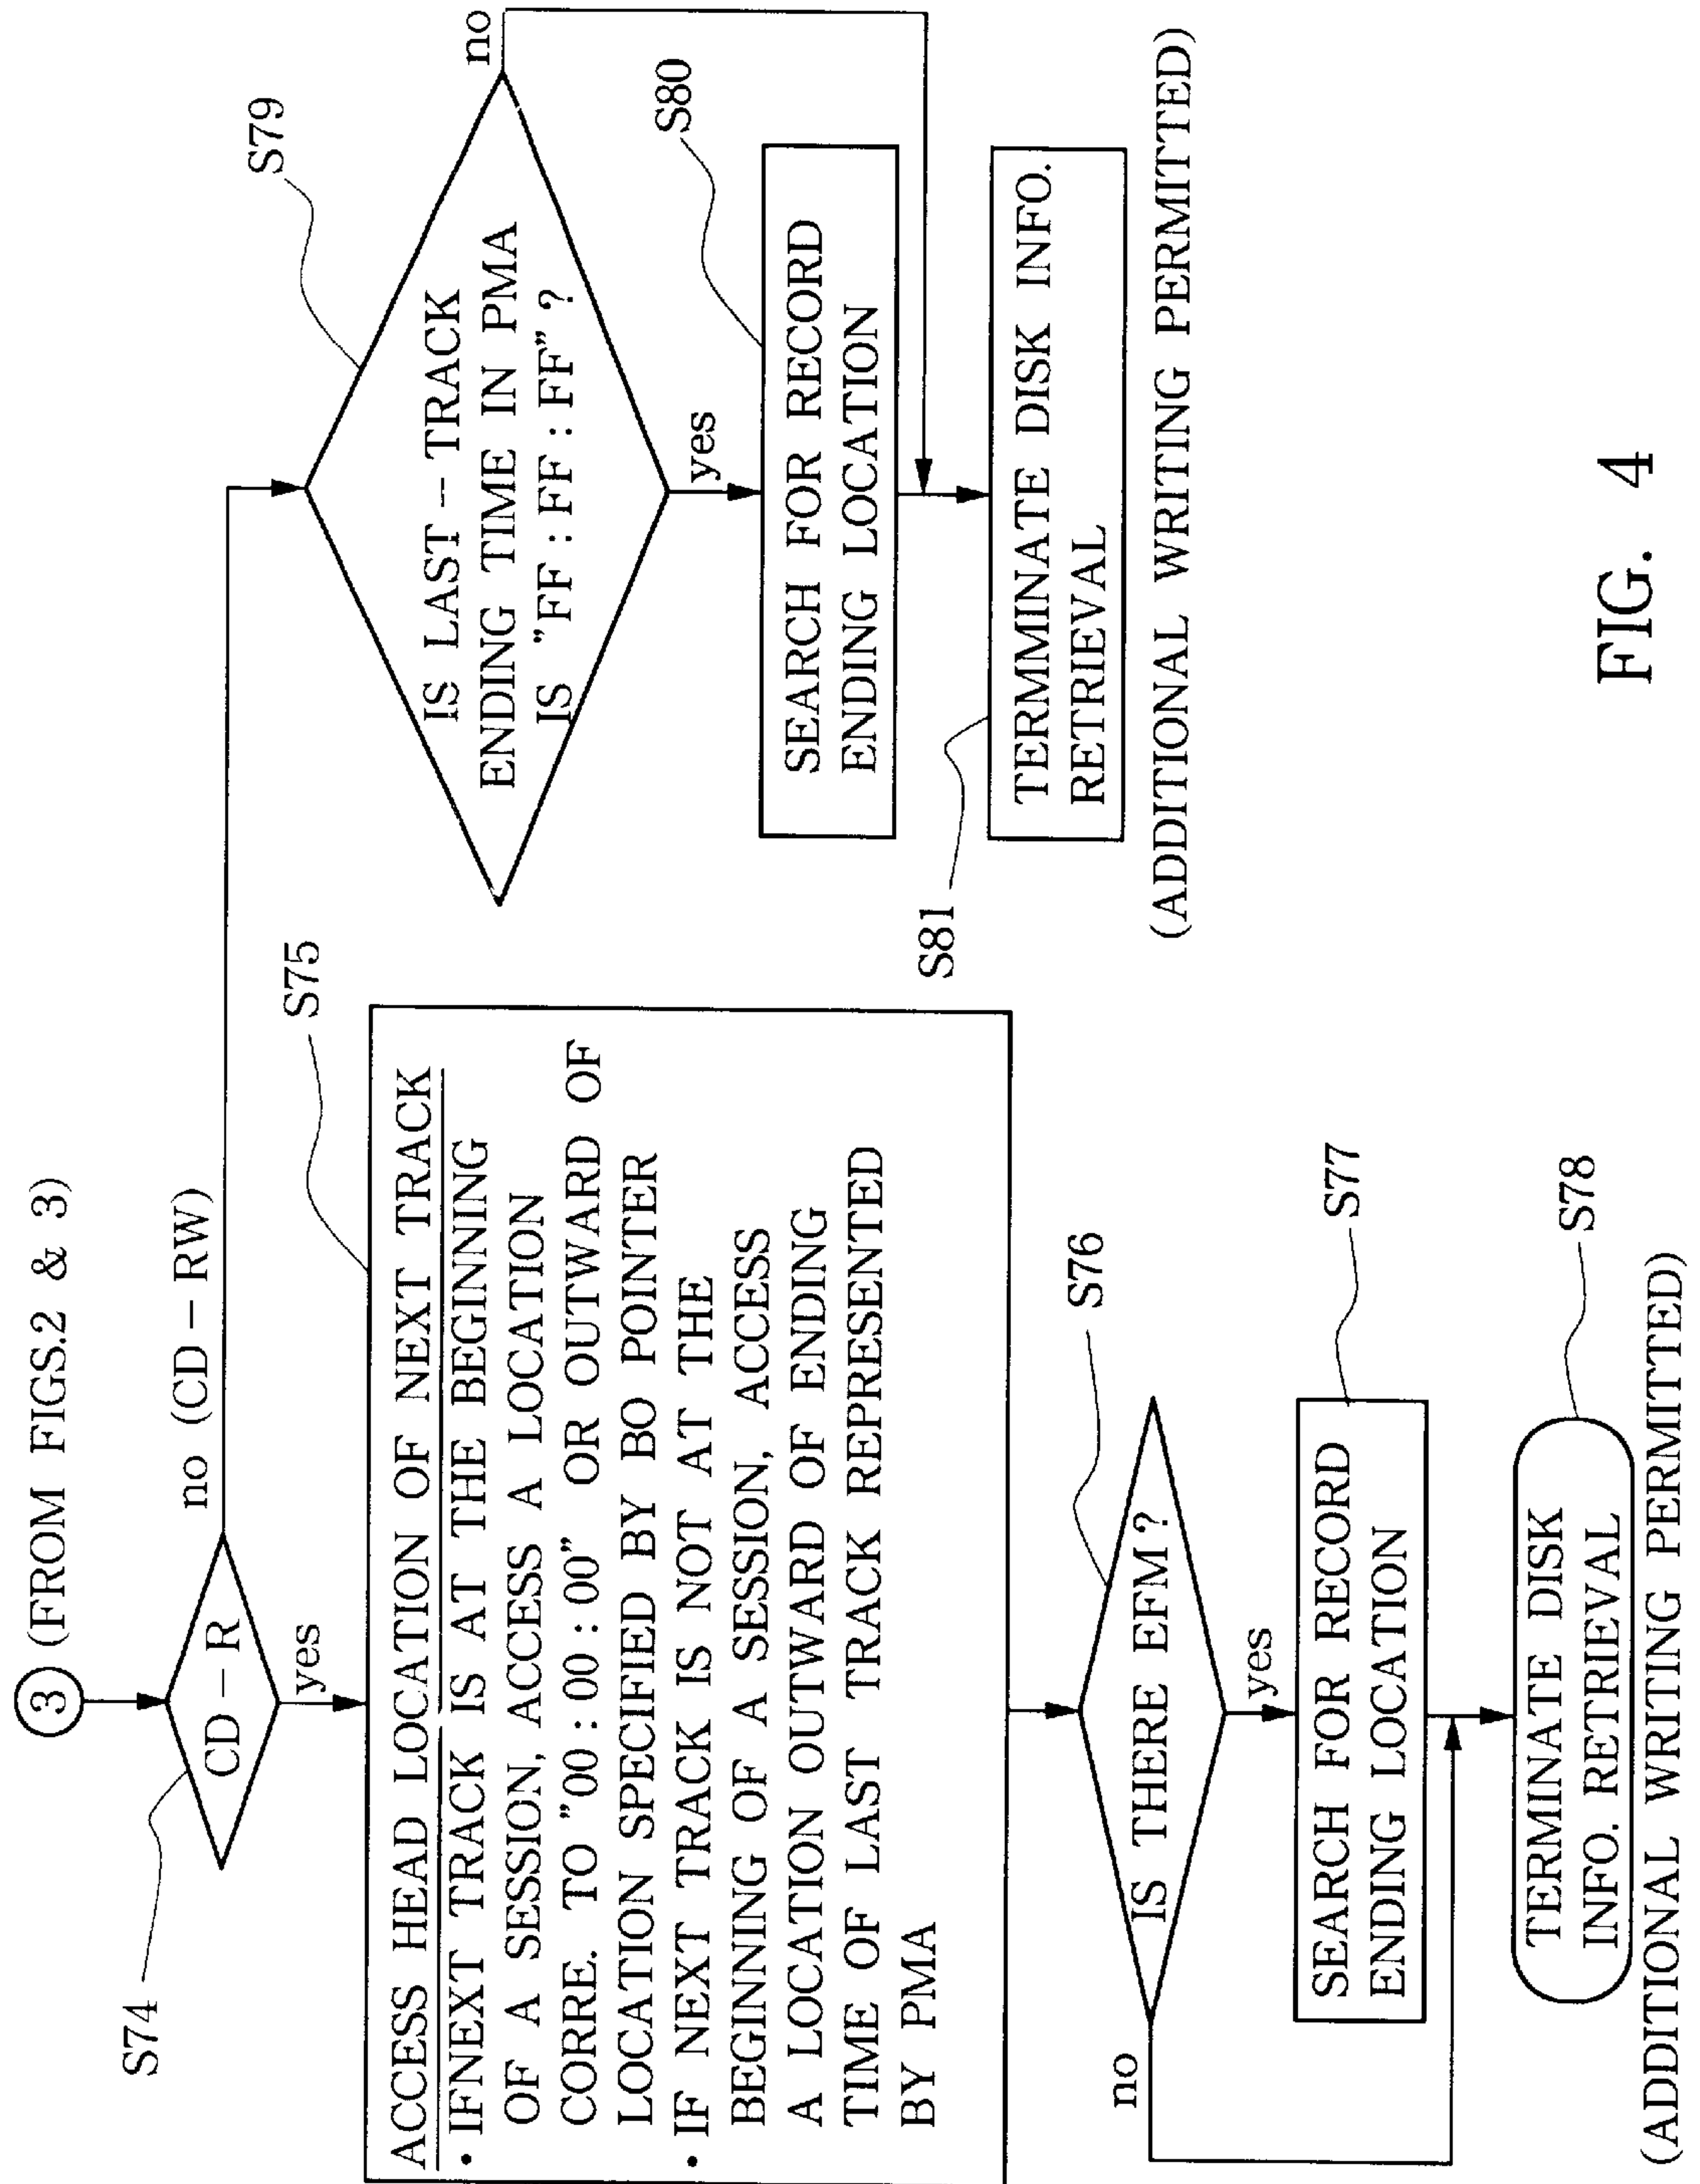 ③ (FROM FIGS.2 & 3)
S74
CD-R
no (CD-RW)
yes
S75
ACCESS HEAD LOCATION OF NEXT TRACK
• IFNEXT TRACK IS AT THE BEGINNING
OF A SESSION, ACCESS A LOCATION
CORRE. TO "00:00:00" OR OUTWARD OF
LOCATION SPECIFIED BY BO POINTER
• IF NEXT TRACK IS NOT AT THE
BEGINNING OF A SESSION, ACCESS
A LOCATION OUTWARD OF ENDING
TIME OF LAST TRACK REPRESENTED
BY PMA
S76
IS THERE EFM?
no
yes
S77
SEARCH FOR RECORD
ENDING LOCATION
S78
TERMINATE DISK
INFO. RETRIEVAL
(ADDITIONAL WRITING PERMITTED)
S79
IS LAST-TRACK
ENDING TIME IN PMA
IS "FF:FF:FF"?
no
yes
S80
SEARCH FOR RECORD
ENDING LOCATION
S81
TERMMINATE DISK INFO.
RETRIEVAL
(ADDITIONAL WRITING PERMITTED)
FIG. 4